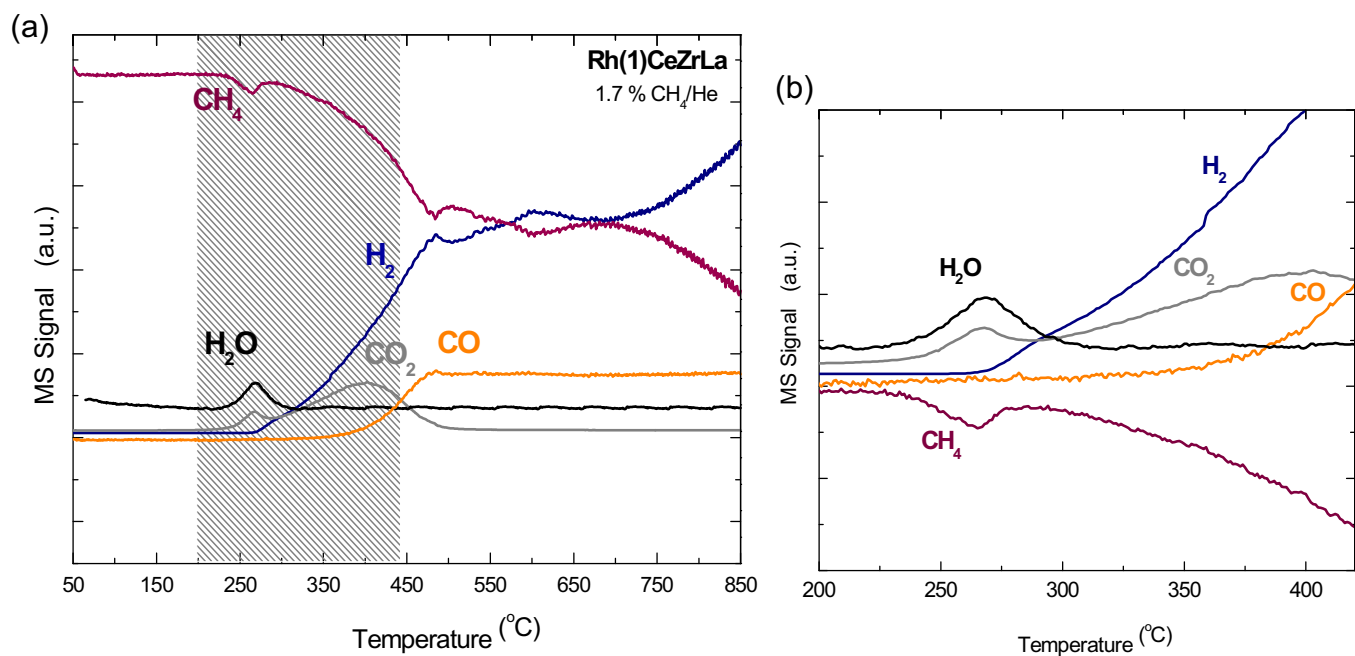 (a)
Rh(1)CeZrLa
1.7 % CH₄/He
CH₄
H₂
H₂O
CO₂
CO
MS Signal (a.u.)
50 150 250 350 450 550 650 750 850
Temperature (°C)
(b)
H₂
H₂O
CO₂
CO
CH₄
MS Signal (a.u.)
200 250 300 350 400
Temperature (°C)